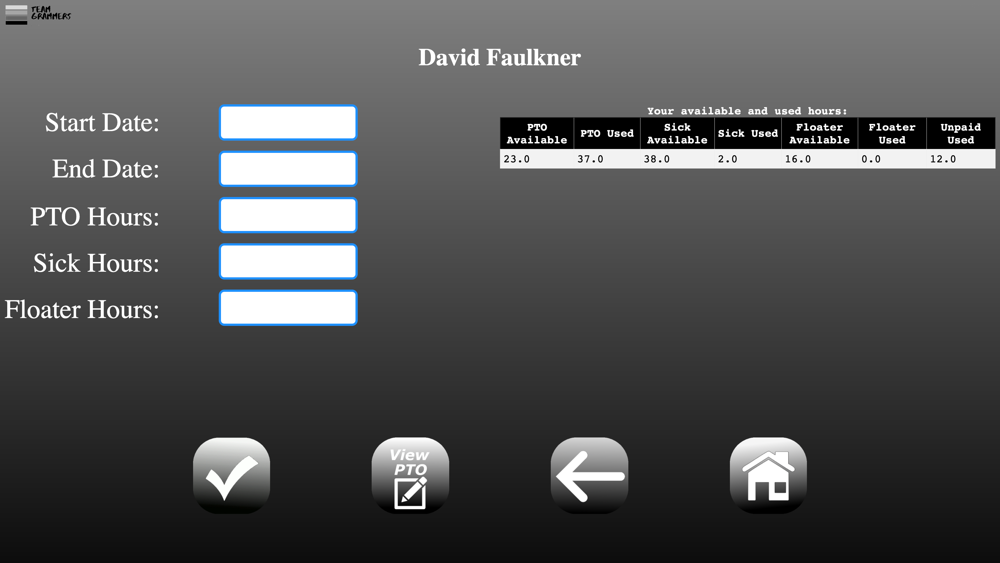 TEAM
GRAMMERS
David Faulkner
Start Date:
End Date:
PTO Hours:
Sick Hours:
Floater Hours:
Your available and used hours:
PTO Available PTO Used Sick Available Sick Used Floater Available Floater Used Unpaid Used
23.0 37.0 38.0 2.0 16.0 0.0 12.0
View
PTO